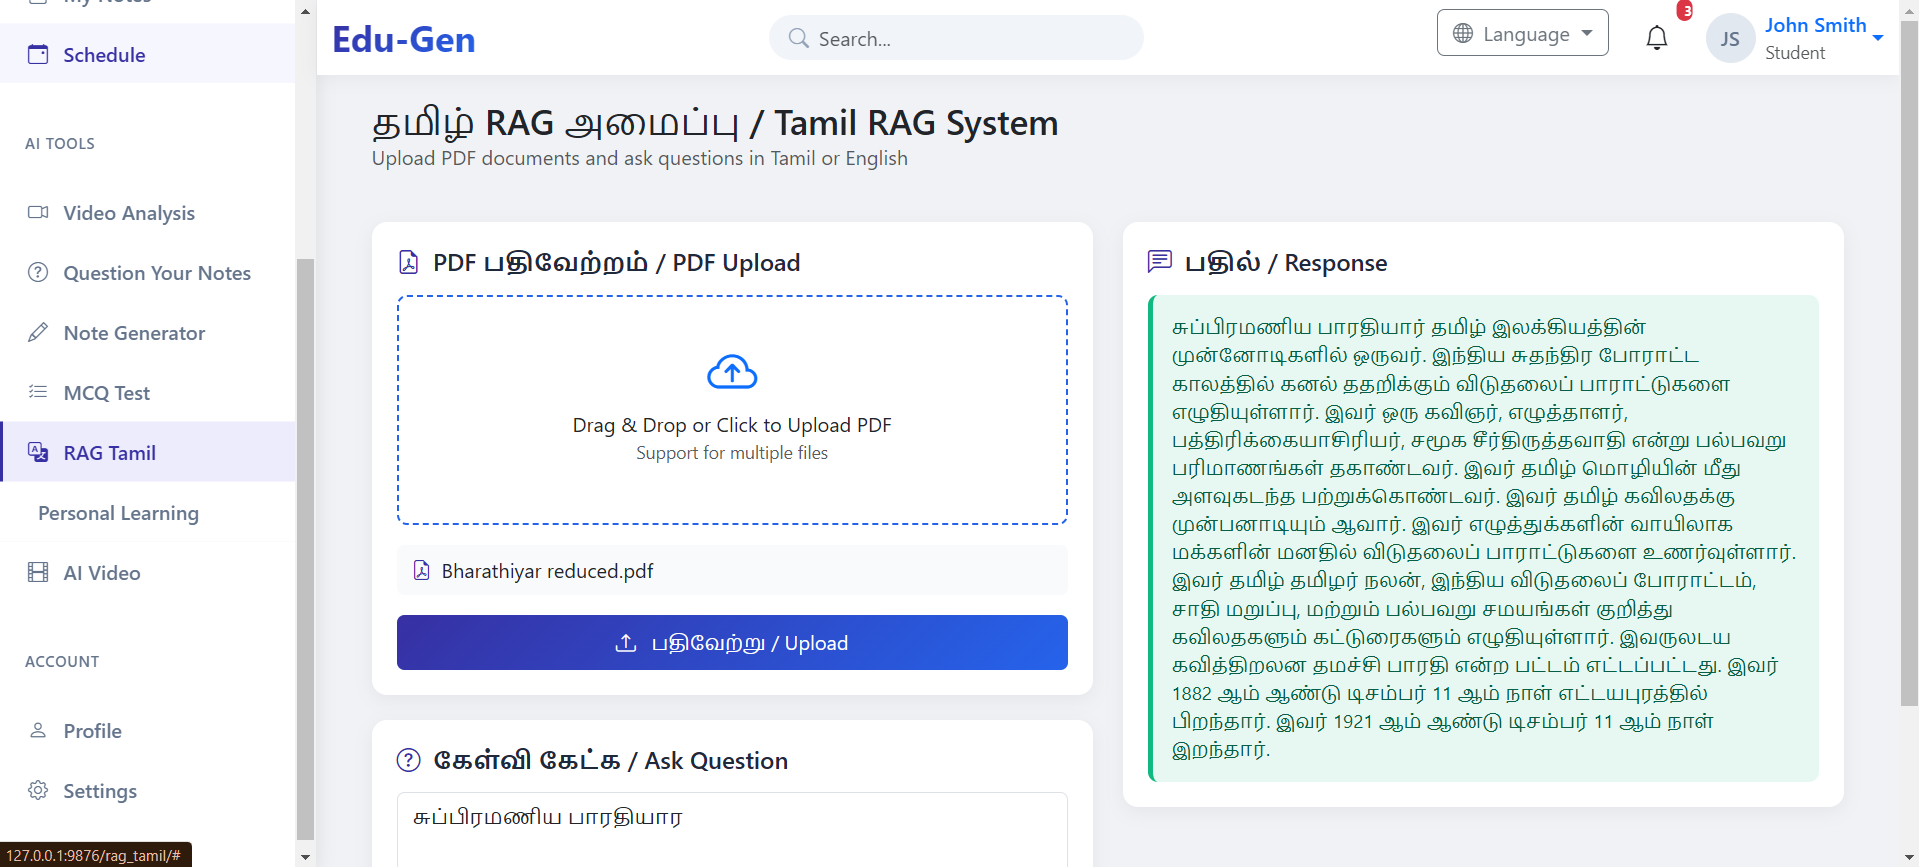 Schedule
AI TOOLS
Video Analysis
Question Your Notes
Note Generator
MCQ Test
RAG Tamil
Personal Learning
AI Video
ACCOUNT
Profile
Settings
127.0.0.1:9876/rag_tamil/#
Edu-Gen
Search...
Language
3
JS
John Smith
Student
தமிழ் RAG அமைப்பு / Tamil RAG System
Upload PDF documents and ask questions in Tamil or English
PDF பதிவேற்றம் / PDF Upload
Drag & Drop or Click to Upload PDF
Support for multiple files
Bharathiyar reduced.pdf
பதிவேற்று / Upload
கேள்வி கேட்க / Ask Question
சுப்பிரமணிய பாரதியார
பதில் / Response
சுப்பிரமணிய பாரதியார் தமிழ் இலக்கியத்தின்
முன்னோடிகளில் ஒருவர். இந்திய சுதந்திர போராட்ட
காலத்தில் கனல் ததறிக்கும் விடுதலைப் பாராட்டுகளை
எழுதியுள்ளார். இவர் ஒரு கவிஞர், எழுத்தாளர்,
பத்திரிக்கையாசிரியர், சமூக சீர்திருத்தவாதி என்று பல்பவறு
பரிமாணங்கள் தகாண்டவர். இவர் தமிழ் மொழியின் மீது
அளவுகடந்த பற்றுக்கொண்டவர். இவர் தமிழ் கவிலதக்கு
முன்பனாடியும் ஆவார். இவர் எழுத்துக்களின் வாயிலாக
மக்களின் மனதில் விடுதலைப் பாராட்டுகளை உணர்வுள்ளார்.
இவர் தமிழ் தமிழர் நலன், இந்திய விடுதலைப் போராட்டம்,
சாதி மறுப்பு, மற்றும் பல்பவறு சமயங்கள் குறித்து
கவிலதகளும் கட்டுரைகளும் எழுதியுள்ளார். இவருலடய
கவித்திறலன தமச்சி பாரதி என்ற பட்டம் எட்டப்பட்டது. இவர்
1882 ஆம் ஆண்டு டிசம்பர் 11 ஆம் நாள் எட்டயபுரத்தில்
பிறந்தார். இவர் 1921 ஆம் ஆண்டு டிசம்பர் 11 ஆம் நாள்
இறந்தார்.